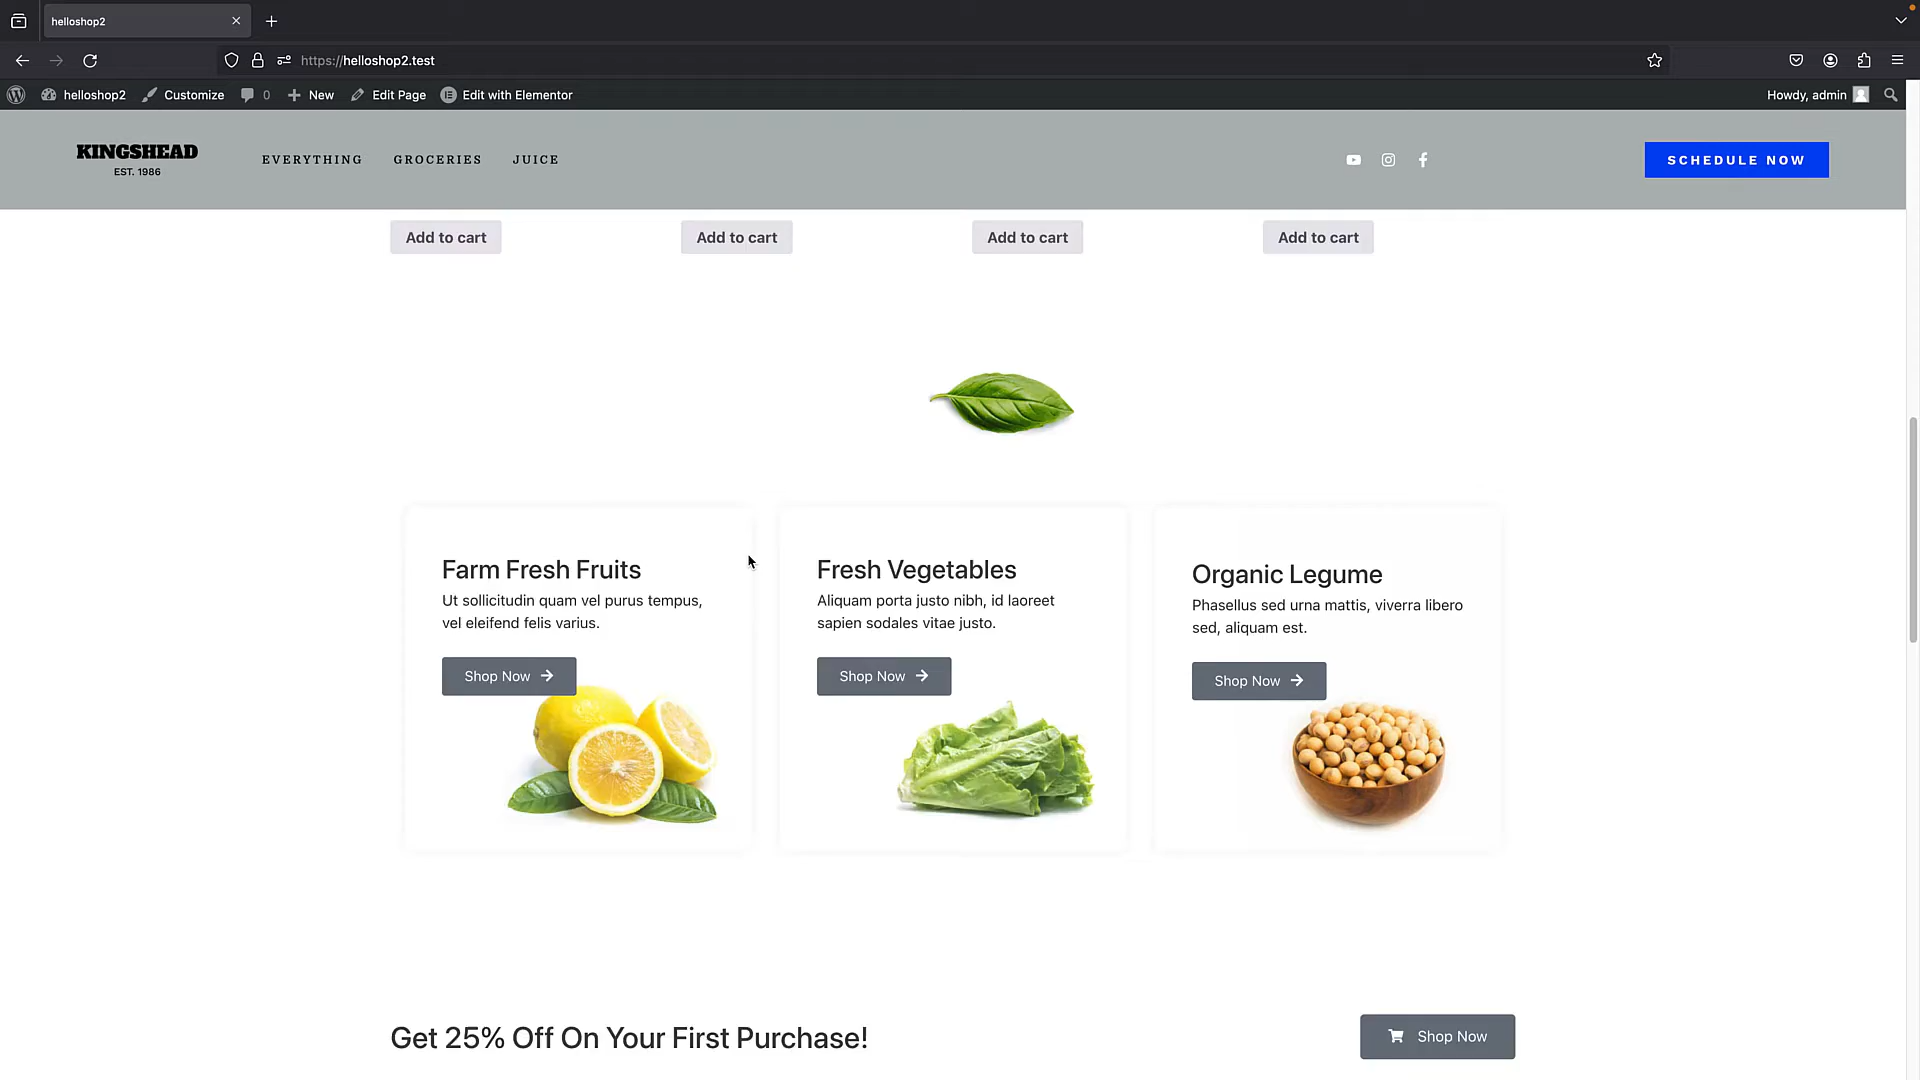 helloshop2
https://helloshop2.test
helloshop2 Customize 0 New Edit Page Edit with Elementor Howdy, admin
KINGSHEAD
EST. 1986
EVERYTHING GROCERIES JUICE
SCHEDULE NOW
Add to cart Add to cart Add to cart Add to cart
Farm Fresh Fruits
Ut sollicitudin quam vel purus tempus,
vel eleifend felis varius.
Shop Now
Fresh Vegetables
Aliquam porta justo nibh, id laoreet
sapien sodales vitae justo.
Shop Now
Organic Legume
Phasellus sed urna mattis, viverra libero
sed, aliquam est.
Shop Now
Get 25% Off On Your First Purchase!
Shop Now